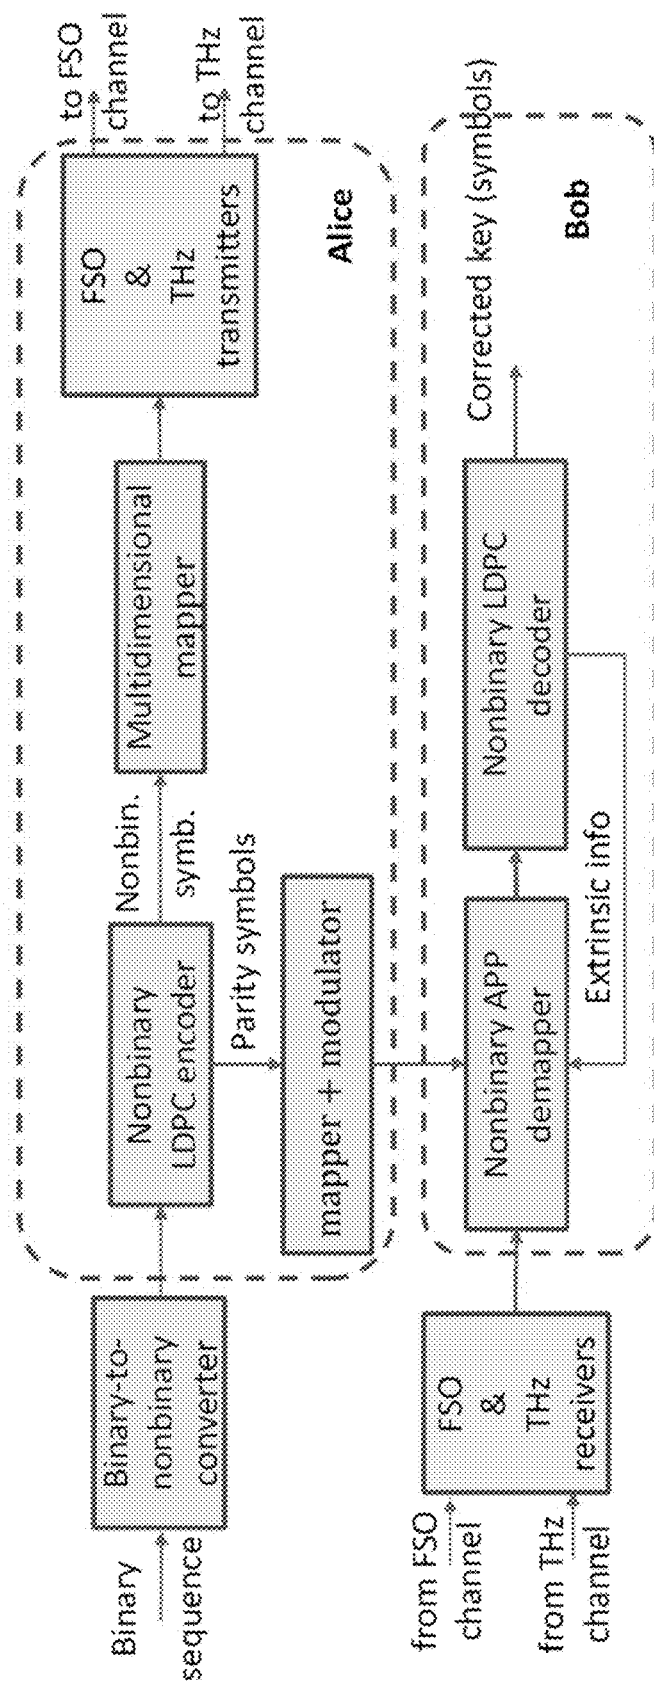 Binary
sequence
Binary-to-
nonbinary
converter
Nonbinary
LDPC encoder
Nonbin.
symb.
Multidimensional
mapper
FSO
&
THz
transmitters
to FSO
channel
to THz
channel
Parity symbols
mapper + modulator
Alice
from FSO
channel
from THz
channel
FSO
&
THz
receivers
Nonbinary APP
demapper
Nonbinary LDPC
decoder
Corrected key (symbols)
Extrinsic info
Bob